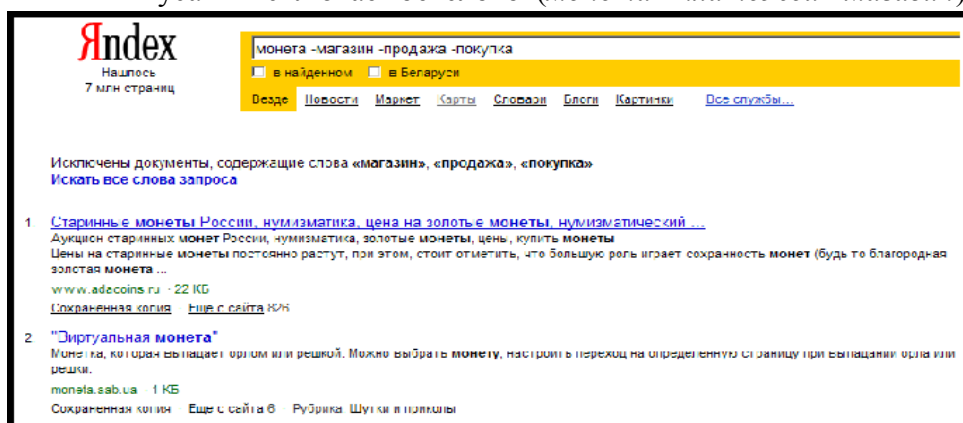 Яndex
Нашлось
7 млн страниц
монета -магазин -продажа -покупка
в найденном в Беларуси
Везде Новости Маркет Карты Словари Блоги Картинки Все службы...
Исключены документы, содержащие слова «магазин», «продажа», «покупка»
Искать все слова запроса
1. Старинные монеты России, нумизматика, цена на золотые монеты, нумизматический ...
Аукцион старинных монет России, нумизматика, золотые монеты, цены, купить монеты
Цены на старинные монеты постоянно растут, при этом, стоит отметить, что большую роль играет сохранность монет (будь то благородная
золотая монета ...
www.adacoins.ru · 22 КБ
Сохраненная копия Еще с сайта 826
2 "Виртуальная монета"
Монетка, которая выпадает орлом или решкой. Можно выбрать монету, настроить переход на определенную страницу при выпадании орла или
решки.
moneta.sab.ua · 1 КБ
Сохраненная копия Еще с сайта 6 Рубрика: Шутки и приколы